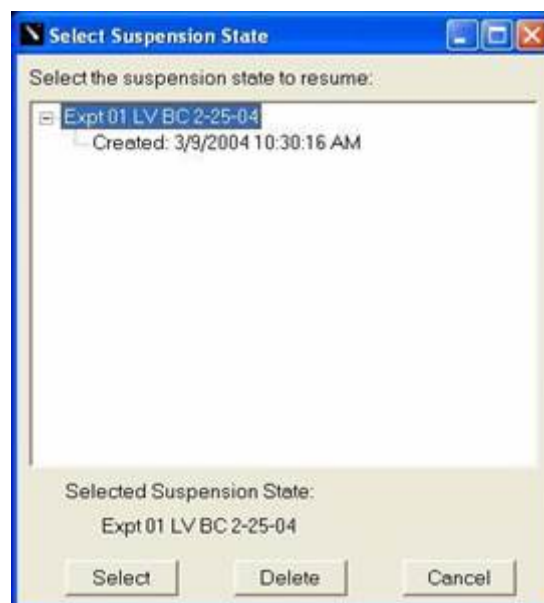 Select Suspension State
Select the suspension state to resume:
Expt 01 LV BC 2-25-04
Created: 3/9/2004 10:30:16 AM
Selected Suspension State:
Expt 01 LV BC 2-25-04
Select Delete Cancel